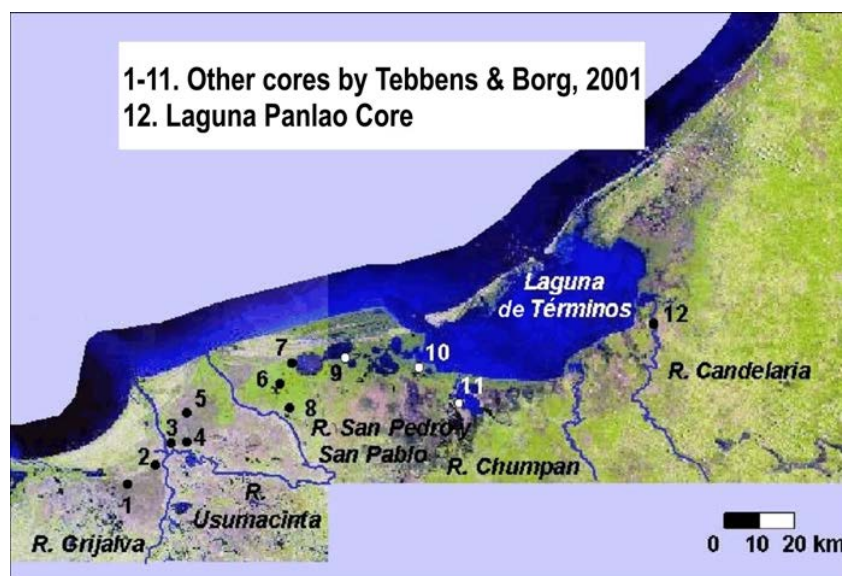 1-11. Other cores by Tebbens & Borg, 2001
12. Laguna Panlao Core
Laguna
de Términos
12
R. Candelaria
10
7
9
6
11
5
8
R. San Pedro y
San Pablo
3
4
R. Chumpan
2
1
R.
Usumacinta
R. Grijalva
0 10 20 km